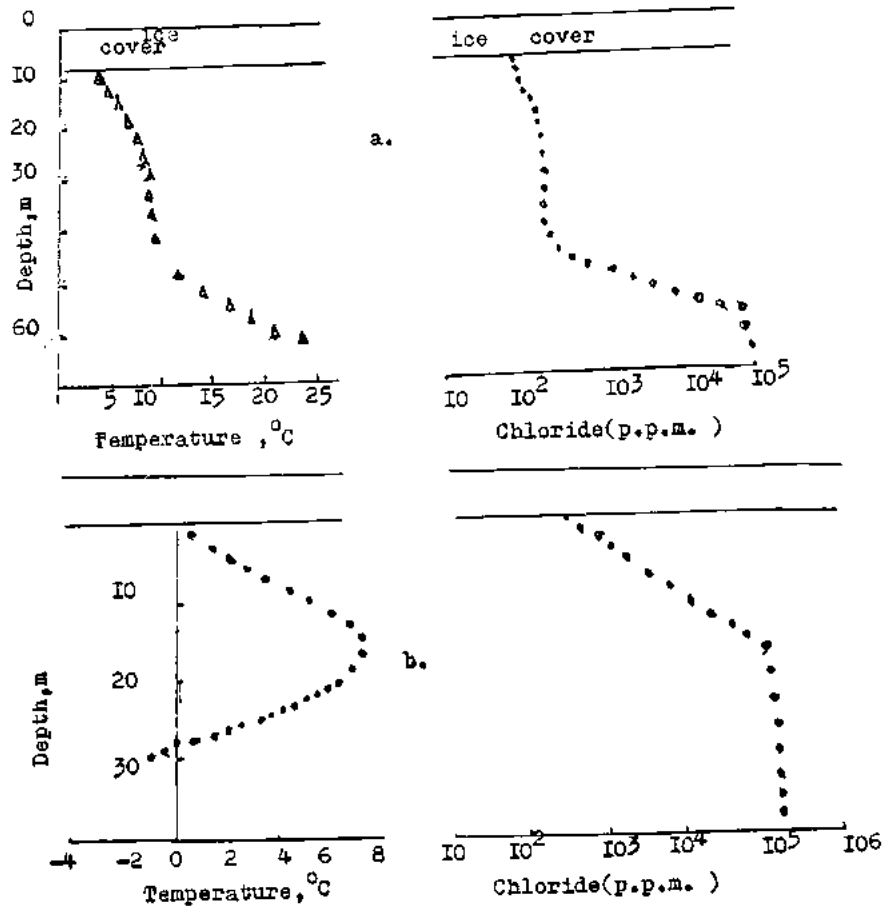 0
ice
cover
10
20
30
60
Depth,m
5 10 15 20 25
Temperature ,°C
ice cover
a.
10 10² 10³ 10⁴ 10⁵
Chloride(p.p.m. )
10
20
30
Depth,m
-4 -2 0 2 4 6 8
Temperature,°C
b.
10 10² 10³ 10⁴ 10⁵ 10⁶
Chloride(p.p.m. )